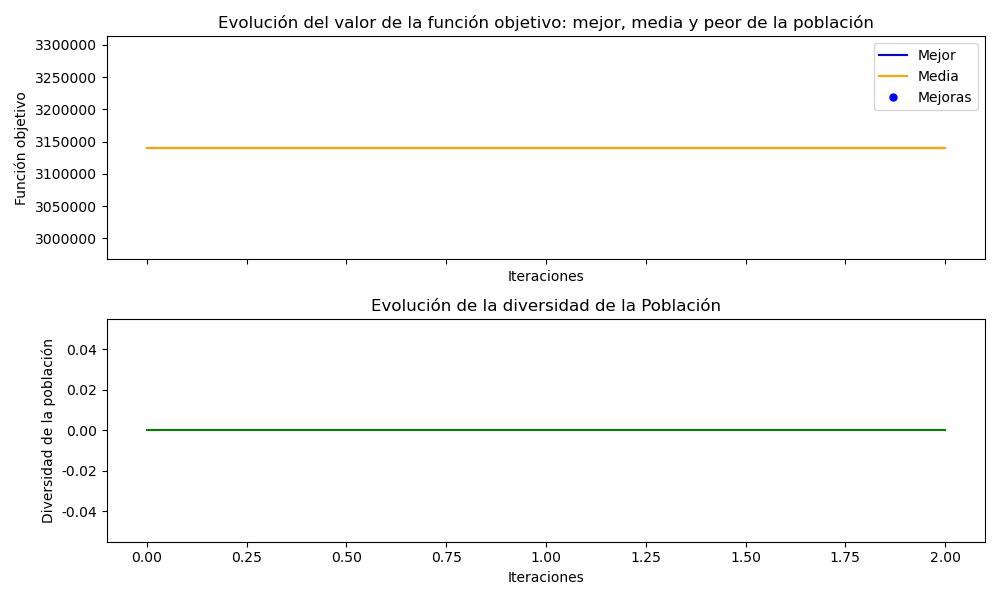 Evolución del valor de la función objetivo: mejor, media y peor de la población
Función objetivo
3300000
3250000
3200000
3150000
3100000
3050000
3000000
Mejor
Media
Mejoras
Iteraciones
Evolución de la diversidad de la Población
Diversidad de la población
0.04
0.02
0.00
-0.02
-0.04
0.00 0.25 0.50 0.75 1.00 1.25 1.50 1.75 2.00
Iteraciones